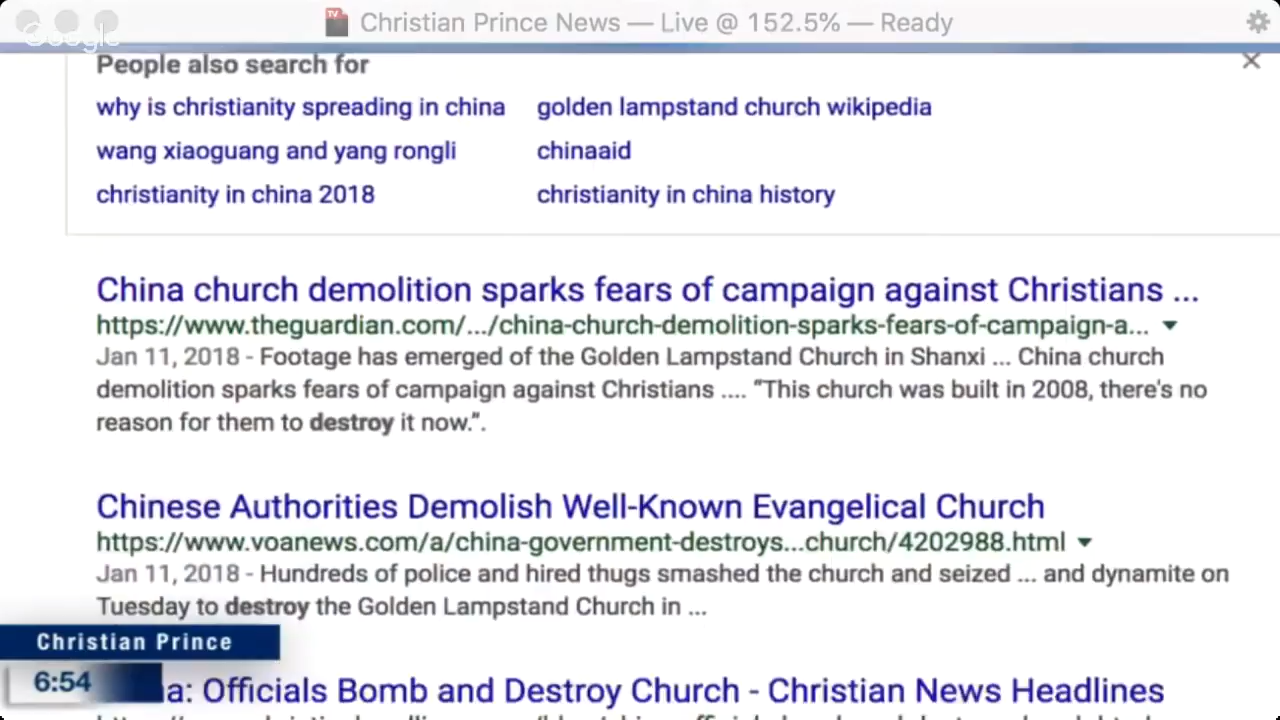 Christian Prince News — Live @ 152.5% — Ready
Google
People also search for
why is christianity spreading in china
golden lampstand church wikipedia
wang xiaoguang and yang rongli
chinaaid
christianity in china 2018
christianity in china history
China church demolition sparks fears of campaign against Christians ...
https://www.theguardian.com/.../china-church-demolition-sparks-fears-of-campaign-a...
Jan 11, 2018 - Footage has emerged of the Golden Lampstand Church in Shanxi ... China church
demolition sparks fears of campaign against Christians .... “This church was built in 2008, there's no
reason for them to destroy it now.”.
Chinese Authorities Demolish Well-Known Evangelical Church
https://www.voanews.com/a/china-government-destroys...church/4202988.html
Jan 11, 2018 - Hundreds of police and hired thugs smashed the church and seized ... and dynamite on
Tuesday to destroy the Golden Lampstand Church in ...
Christian Prince
6:54
a: Officials Bomb and Destroy Church - Christian News Headlines